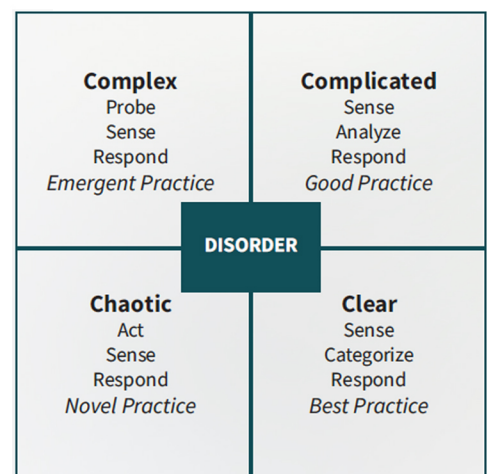 Complex
Probe
Sense
Respond
Emergent Practice
Complicated
Sense
Analyze
Respond
Good Practice
DISORDER
Chaotic
Act
Sense
Respond
Novel Practice
Clear
Sense
Categorize
Respond
Best Practice